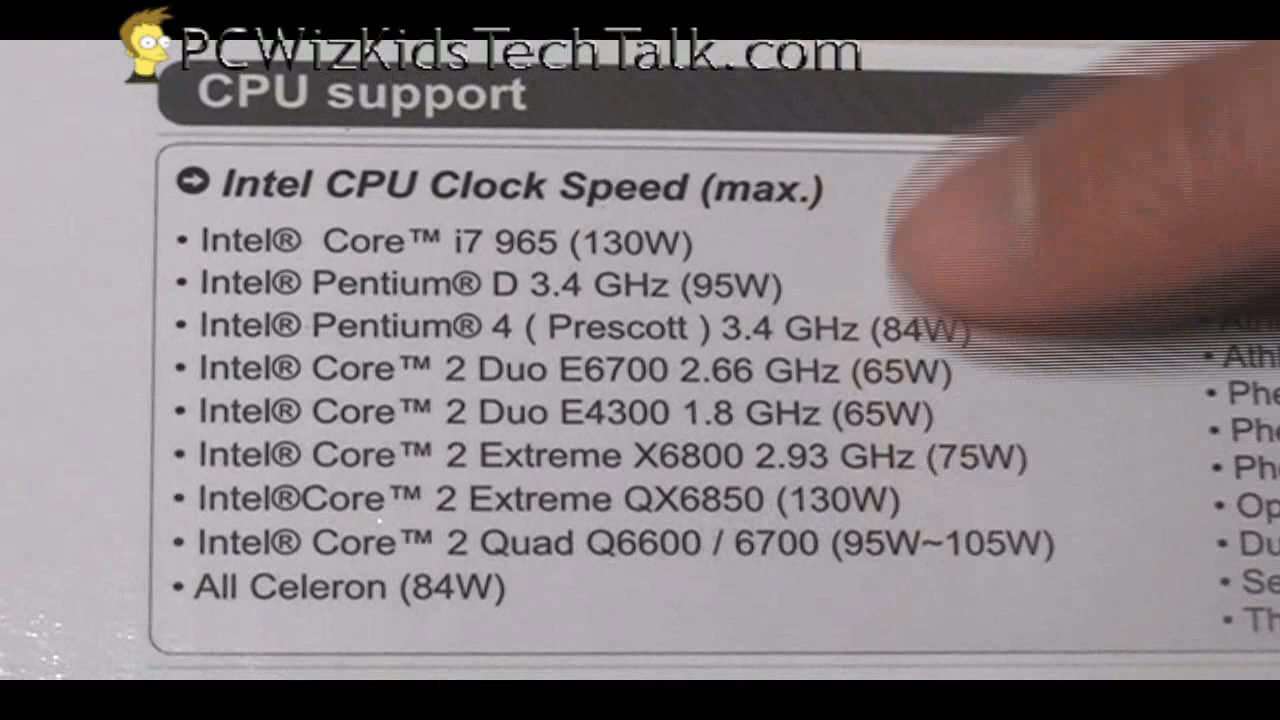 PCWizKidsTechTalk.com
CPU support
Intel CPU Clock Speed (max.)
• Intel® Core™ i7 965 (130W)
• Intel® Pentium® D 3.4 GHz (95W)
• Intel® Pentium® 4 ( Prescott ) 3.4 GHz (84W)
• Intel® Core™ 2 Duo E6700 2.66 GHz (65W)
• Intel® Core™ 2 Duo E4300 1.8 GHz (65W)
• Intel® Core™ 2 Extreme X6800 2.93 GHz (75W)
• Intel®Core™ 2 Extreme QX6850 (130W)
• Intel® Core™ 2 Quad Q6600 / 6700 (95W~105W)
• All Celeron (84W)